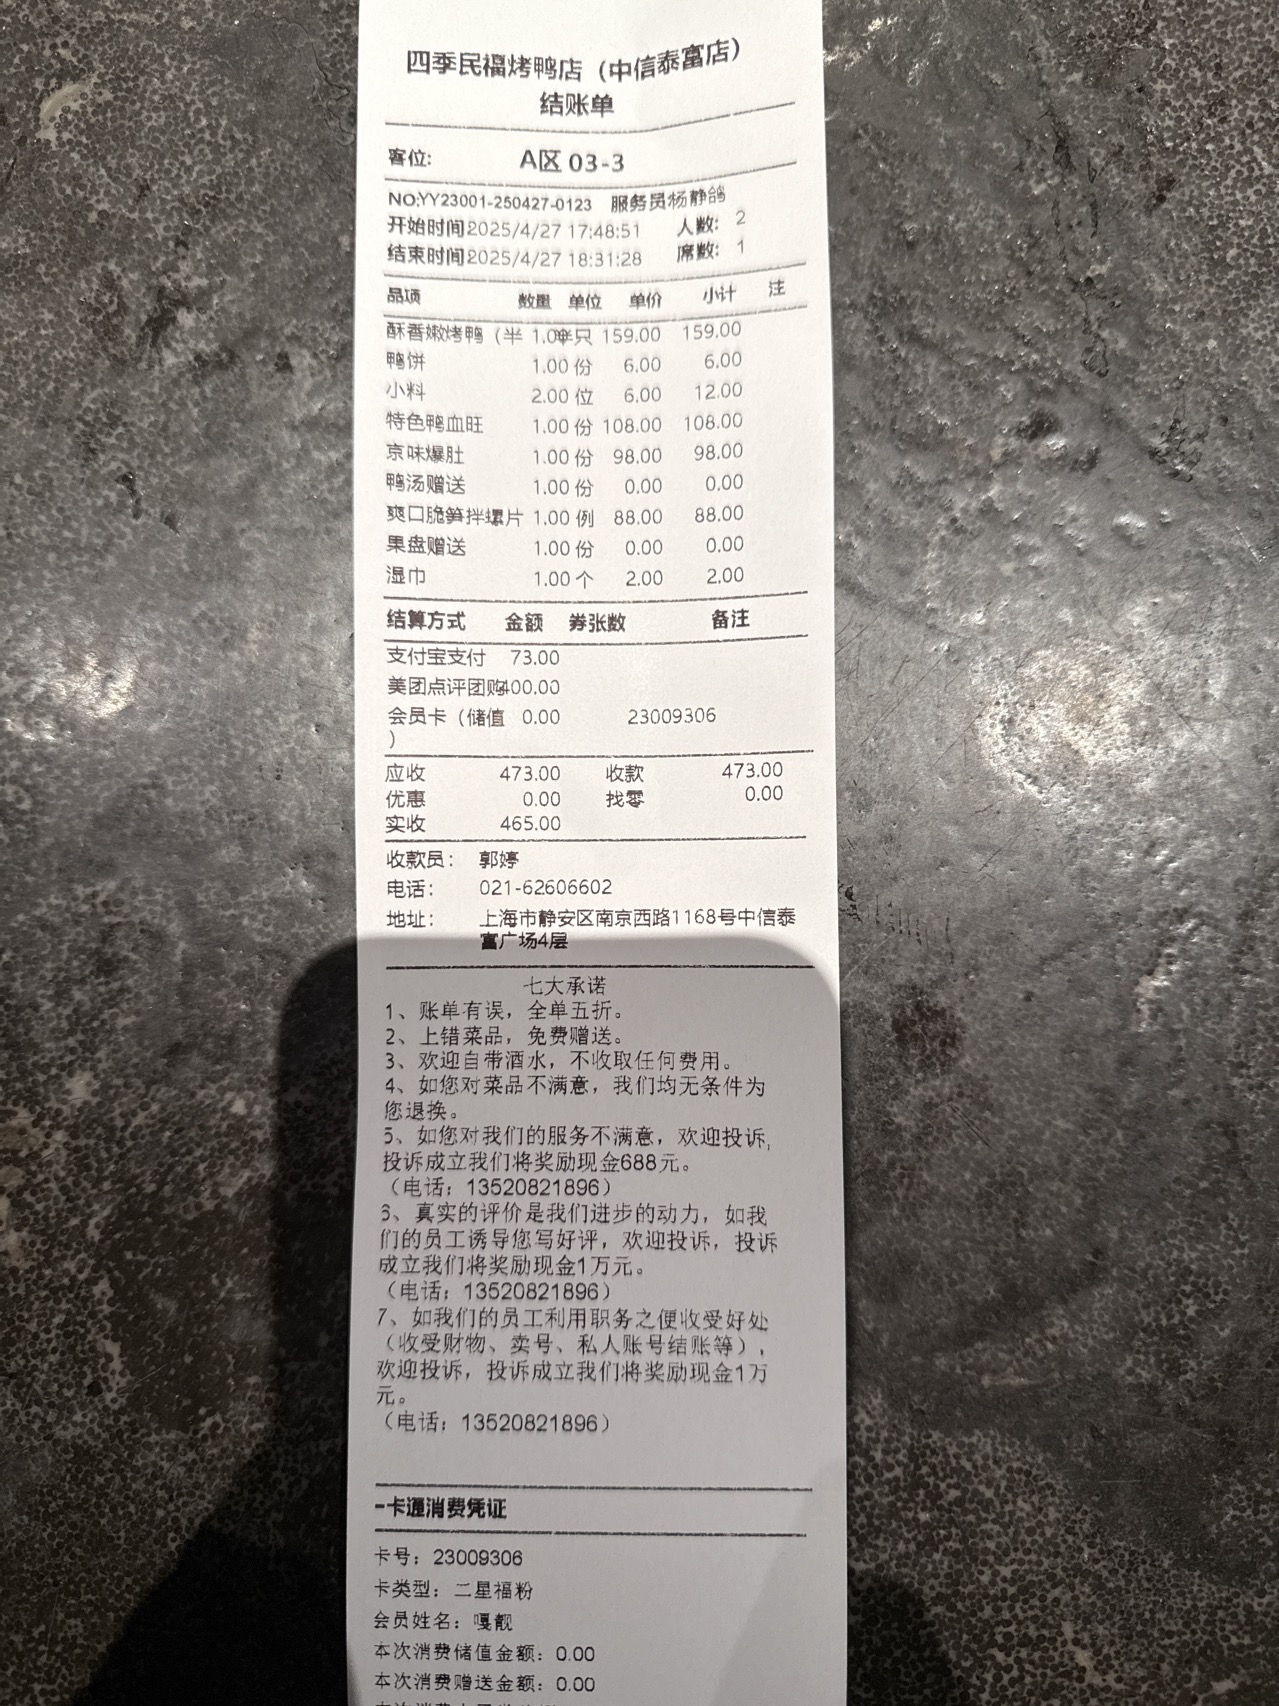 四季民福烤鸭店（中信泰富店）
结账单
客位: A区 03-3
NO:YY23001-250427-0123 服务员杨静鸽
开始时间2025/4/27 17:48:51 人数: 2
结束时间2025/4/27 18:31:28 席数: 1
品项 数量 单位 单价 小计 注
酥香嫩烤鸭（半 1.00半只 159.00 159.00
鸭饼 1.00 份 6.00 6.00
小料 2.00 位 6.00 12.00
特色鸭血旺 1.00 份 108.00 108.00
京味爆肚 1.00 份 98.00 98.00
鸭汤赠送 1.00 份 0.00 0.00
爽口脆笋拌螺片 1.00 例 88.00 88.00
果盘赠送 1.00 份 0.00 0.00
湿巾 1.00 个 2.00 2.00
结算方式 金额 券张数 备注
支付宝支付 73.00
美团点评团购400.00
会员卡（储值 0.00 23009306
）
应收 473.00 收款 473.00
优惠 0.00 找零 0.00
实收 465.00
收款员: 郭婷
电话: 021-62606602
地址: 上海市静安区南京西路1168号中信泰
富广场4层
七大承诺
1、账单有误，全单五折。
2、上错菜品，免费赠送。
3、欢迎自带酒水，不收取任何费用。
4、如您对菜品不满意，我们均无条件为
您退换。
5、如您对我们的服务不满意，欢迎投诉,
投诉成立我们将奖励现金688元。
（电话：13520821896）
6、真实的评价是我们进步的动力，如我
们的员工诱导您写好评，欢迎投诉，投诉
成立我们将奖励现金1万元。
（电话：13520821896）
7、如我们的员工利用职务之便收受好处
（收受财物、卖号、私人账号结账等），
欢迎投诉，投诉成立我们将奖励现金1万
元。
（电话：13520821896）
一卡通消费凭证
卡号：23009306
卡类型：二星福粉
会员姓名：嘎靓
本次消费储值金额：0.00
本次消费赠送金额：0.00